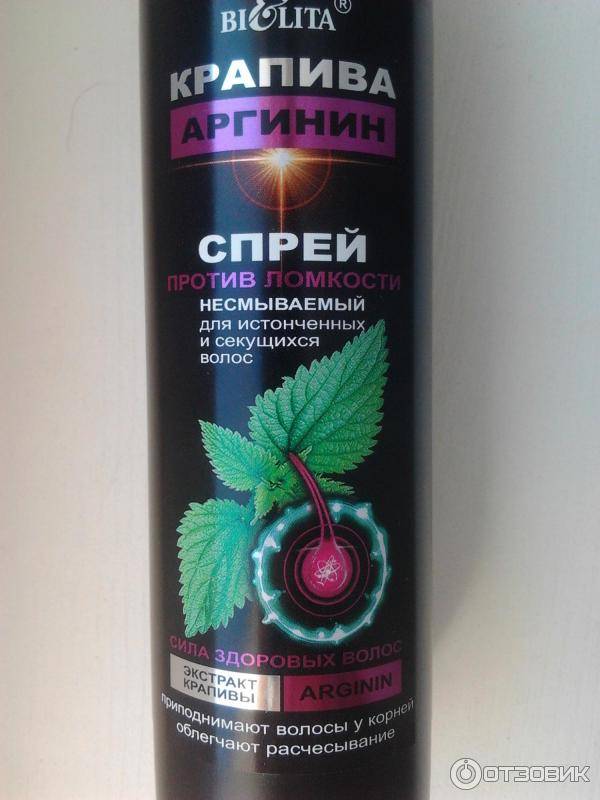 BIELITA®
КРАПИВА
АРГИНИН
СПРЕЙ
ПРОТИВ ЛОМКОСТИ
НЕСМЫВАЕМЫЙ
для истонченных
и секущихся
волос
СИЛА ЗДОРОВЫХ ВОЛОС
ЭКСТРАКТ
КРАПИВЫ
ARGININ
приподнимают волосы у корней
облегчают расчесывание
ОТЗОВИК